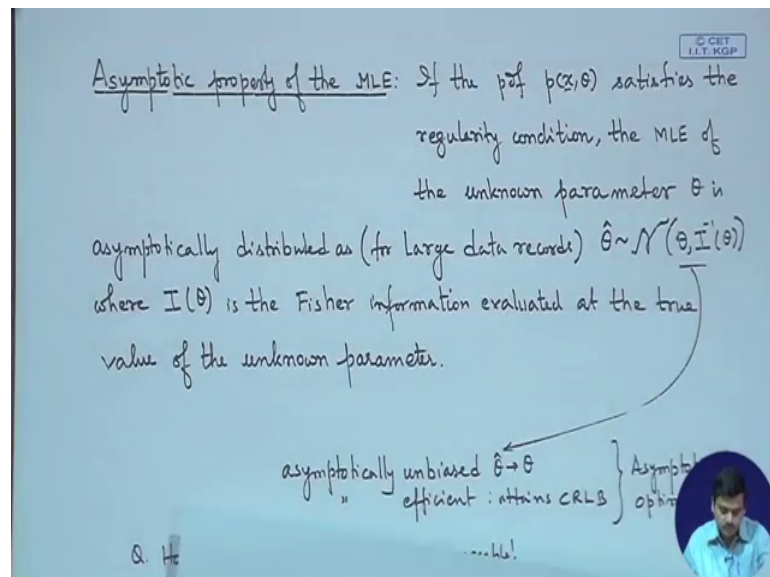 © CET
I.I.T. KGP
Asymptotic property of the MLE: If the pdf p(x,θ) satisfies the
regularity condition, the MLE of
the unknown parameter θ is
asymptotically distributed as (for Large data records) θ̂ ~ N(θ, I⁻¹(θ))
where I(θ) is the Fisher information evaluated at the true
value of the unknown parameter.
asymptotically unbiased θ̂→θ
" efficient : attains CRLB
Q.